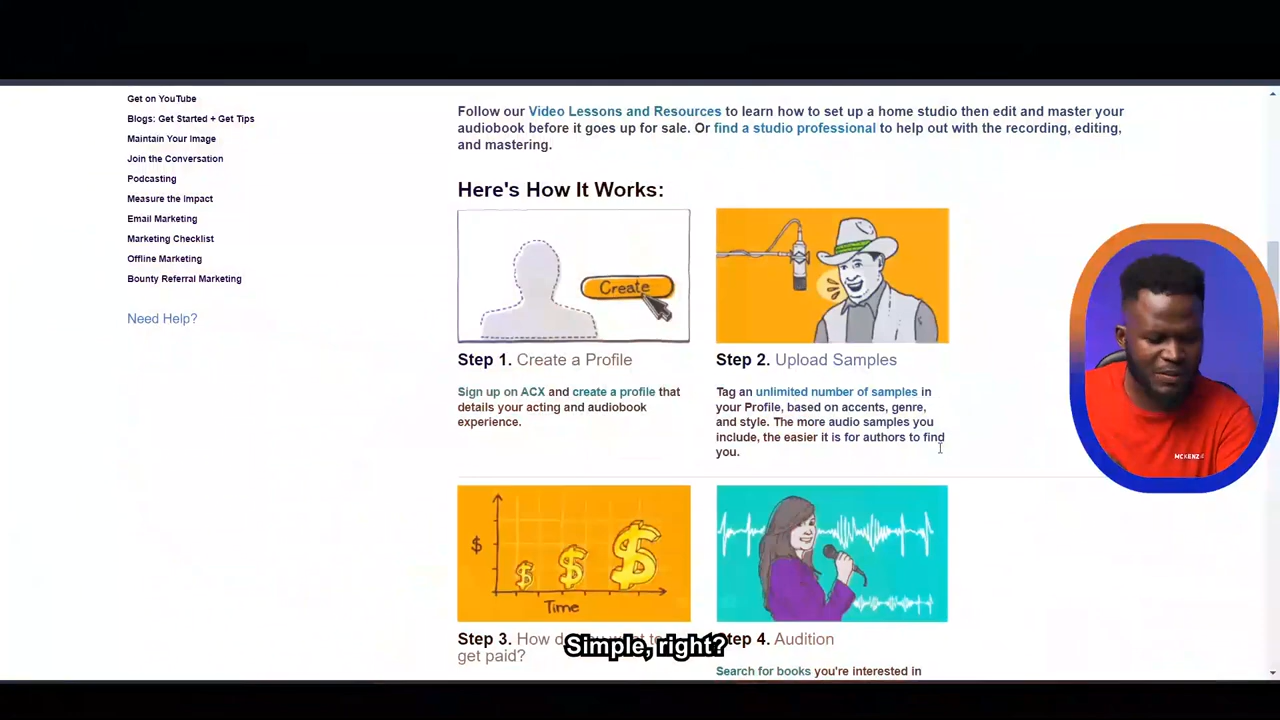 Get on YouTube
Blogs: Get Started + Get Tips
Maintain Your Image
Join the Conversation
Podcasting
Measure the Impact
Email Marketing
Marketing Checklist
Offline Marketing
Bounty Referral Marketing
Need Help?
Follow our Video Lessons and Resources to learn how to set up a home studio then edit and master your
audiobook before it goes up for sale. Or find a studio professional to help out with the recording, editing,
and mastering.
Here's How It Works:
Create
Step 1. Create a Profile
Sign up on ACX and create a profile that
details your acting and audiobook
experience.
Step 2. Upload Samples
Tag an unlimited number of samples in
your Profile, based on accents, genre,
and style. The more audio samples you
include, the easier it is for authors to find
you.
$
$ $ $
Time
Step 3. How
get paid?
Step 4. Audition
Search for books you're interested in
Simple, right?
MCKENZ